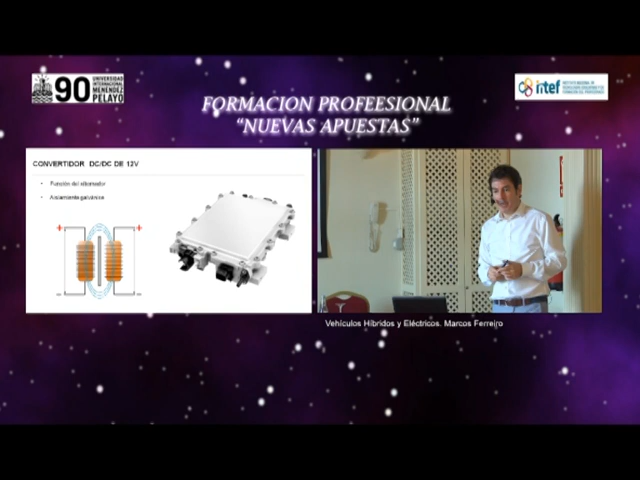 90
UNIVERSIDAD
INTERNACIONAL
MENÉNDEZ
PELAYO
intef
FORMACION PROFEESIONAL
“NUEVAS APUESTAS”
CONVERTIDOR DC/DC DE 12V
• Función del alternador
• Aislamiento galvánico
+ +
− −
Vehículos Híbridos y Eléctricos. Marcos Ferreiro